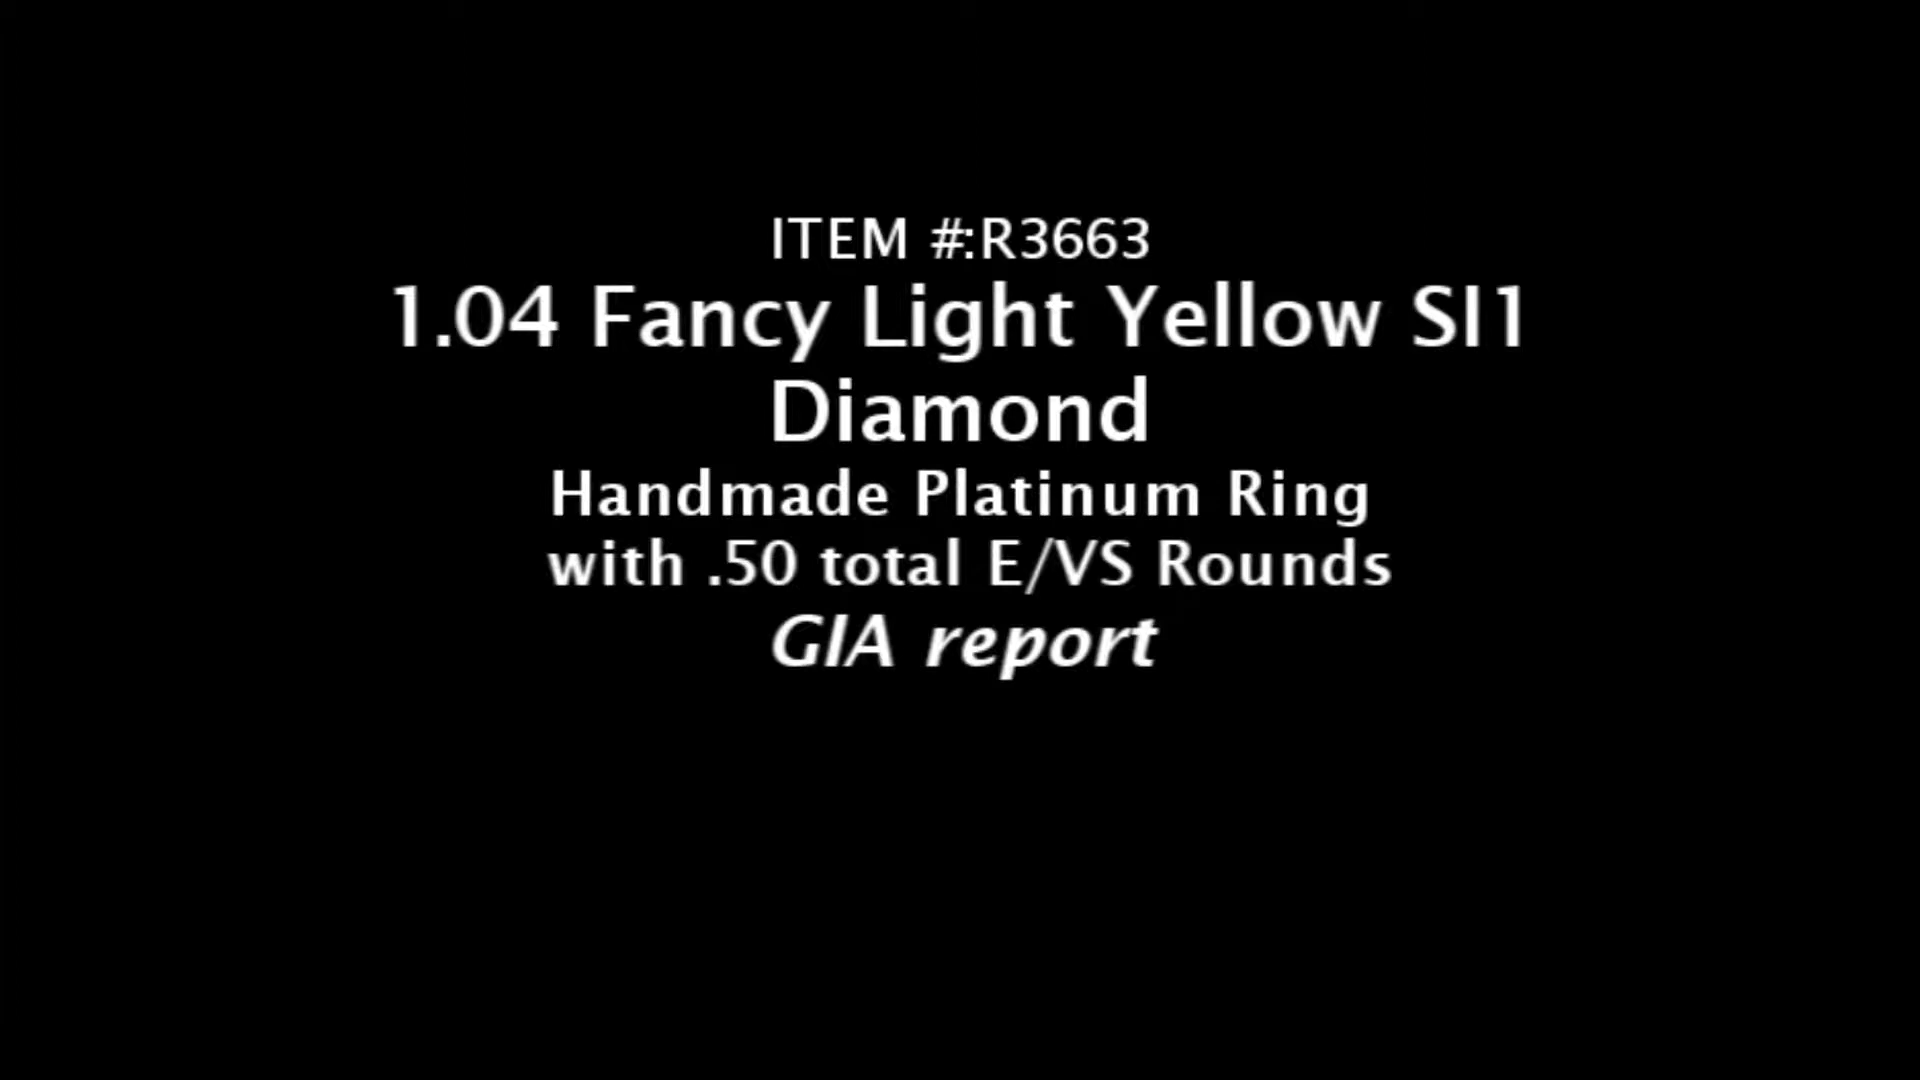 ITEM #:R3663
1.04 Fancy Light Yellow SI1
Diamond
Handmade Platinum Ring
with .50 total E/VS Rounds
GIA report